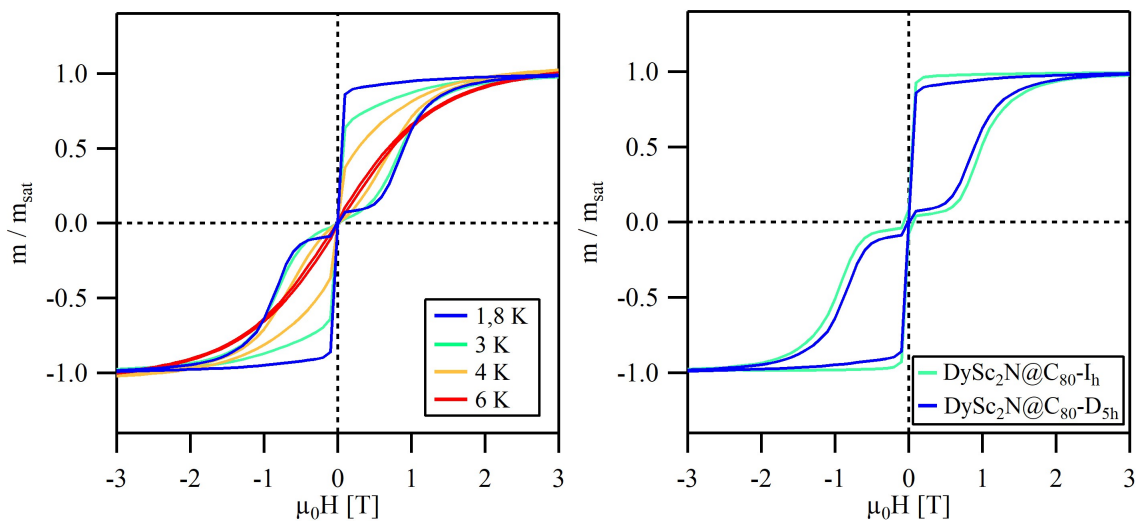 m / m_sat
1.0
0.5
0.0
-0.5
-1.0
1,8 K
3 K
4 K
6 K
-3 -2 -1 0 1 2 3
μ₀H [T]
m / m_sat
1.0
0.5
0.0
-0.5
-1.0
DySc₂N@C₈₀-I_h
DySc₂N@C₈₀-D_5h
-3 -2 -1 0 1 2 3
μ₀H [T]